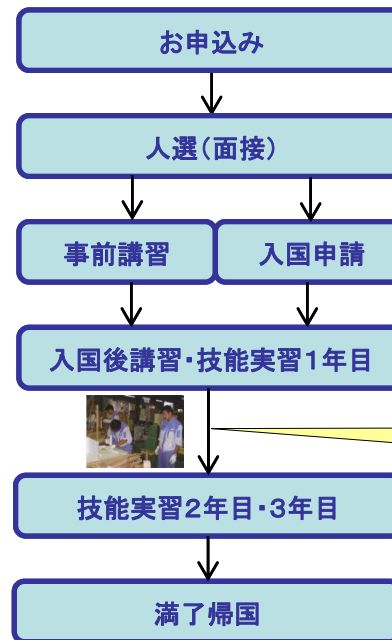 お申込み
人選（面接）
事前講習
入国申請
入国後講習・技能実習１年目
技能実習２年目・３年目
満了帰国